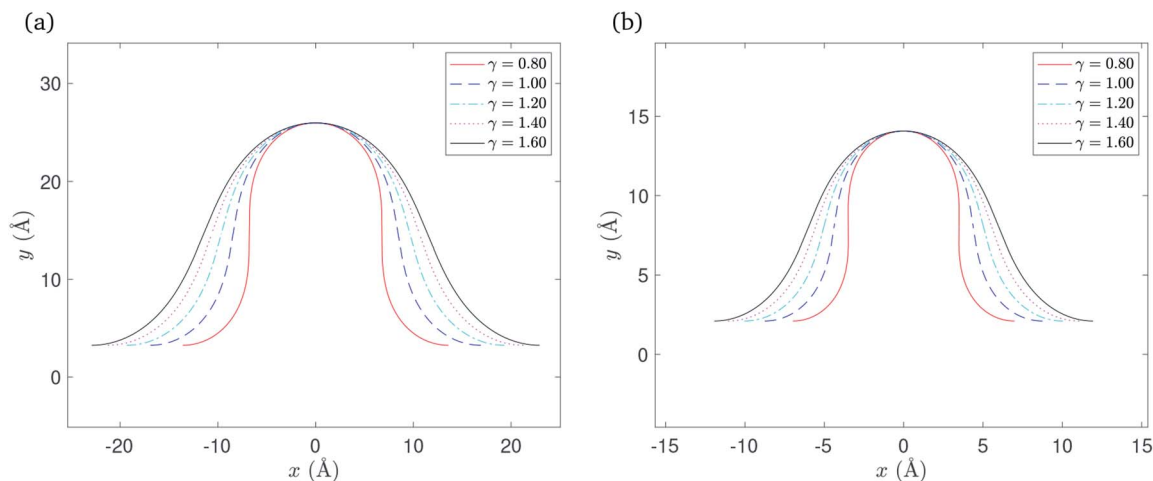 (a)
30
20
10
0
-20 -10 0 10 20
y (Å)
x (Å)
γ = 0.80
γ = 1.00
γ = 1.20
γ = 1.40
γ = 1.60
(b)
15
10
5
0
-15 -10 -5 0 5 10 15
y (Å)
x (Å)
γ = 0.80
γ = 1.00
γ = 1.20
γ = 1.40
γ = 1.60